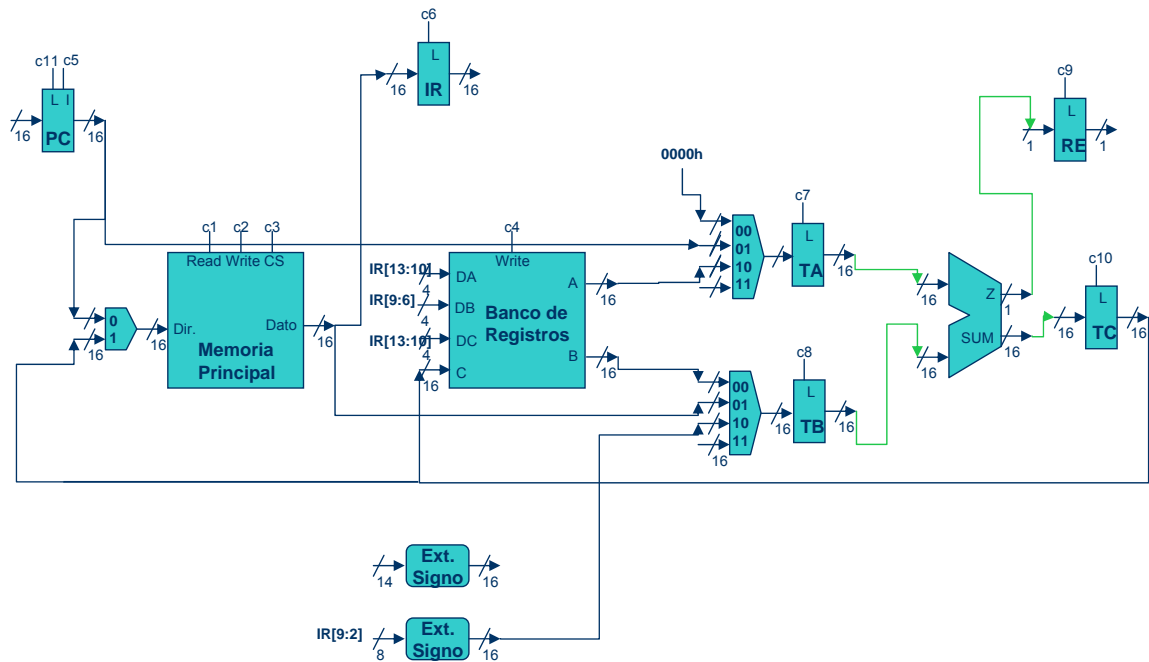 c6
L
IR
16
16
c11 c5
L I
PC
16
16
c9
L
RE
1
1
0000h
c7
L
TA
16
16
00
01
10
11
c1 c2 c3
Read Write CS
Dir.
Dato
Memoria
Principal
16
16
0
1
16
16
16
c4
Write
IR[13:10]
4
DA
IR[9:6]
4
DB
IR[13:10]
4
DC
16
C
Banco de
Registros
A
16
B
16
16
c8
L
TB
16
16
00
01
10
11
16
Z
1
SUM
16
16
16
c10
L
TC
16
16
14
Ext.
Signo
16
IR[9:2]
8
Ext.
Signo
16